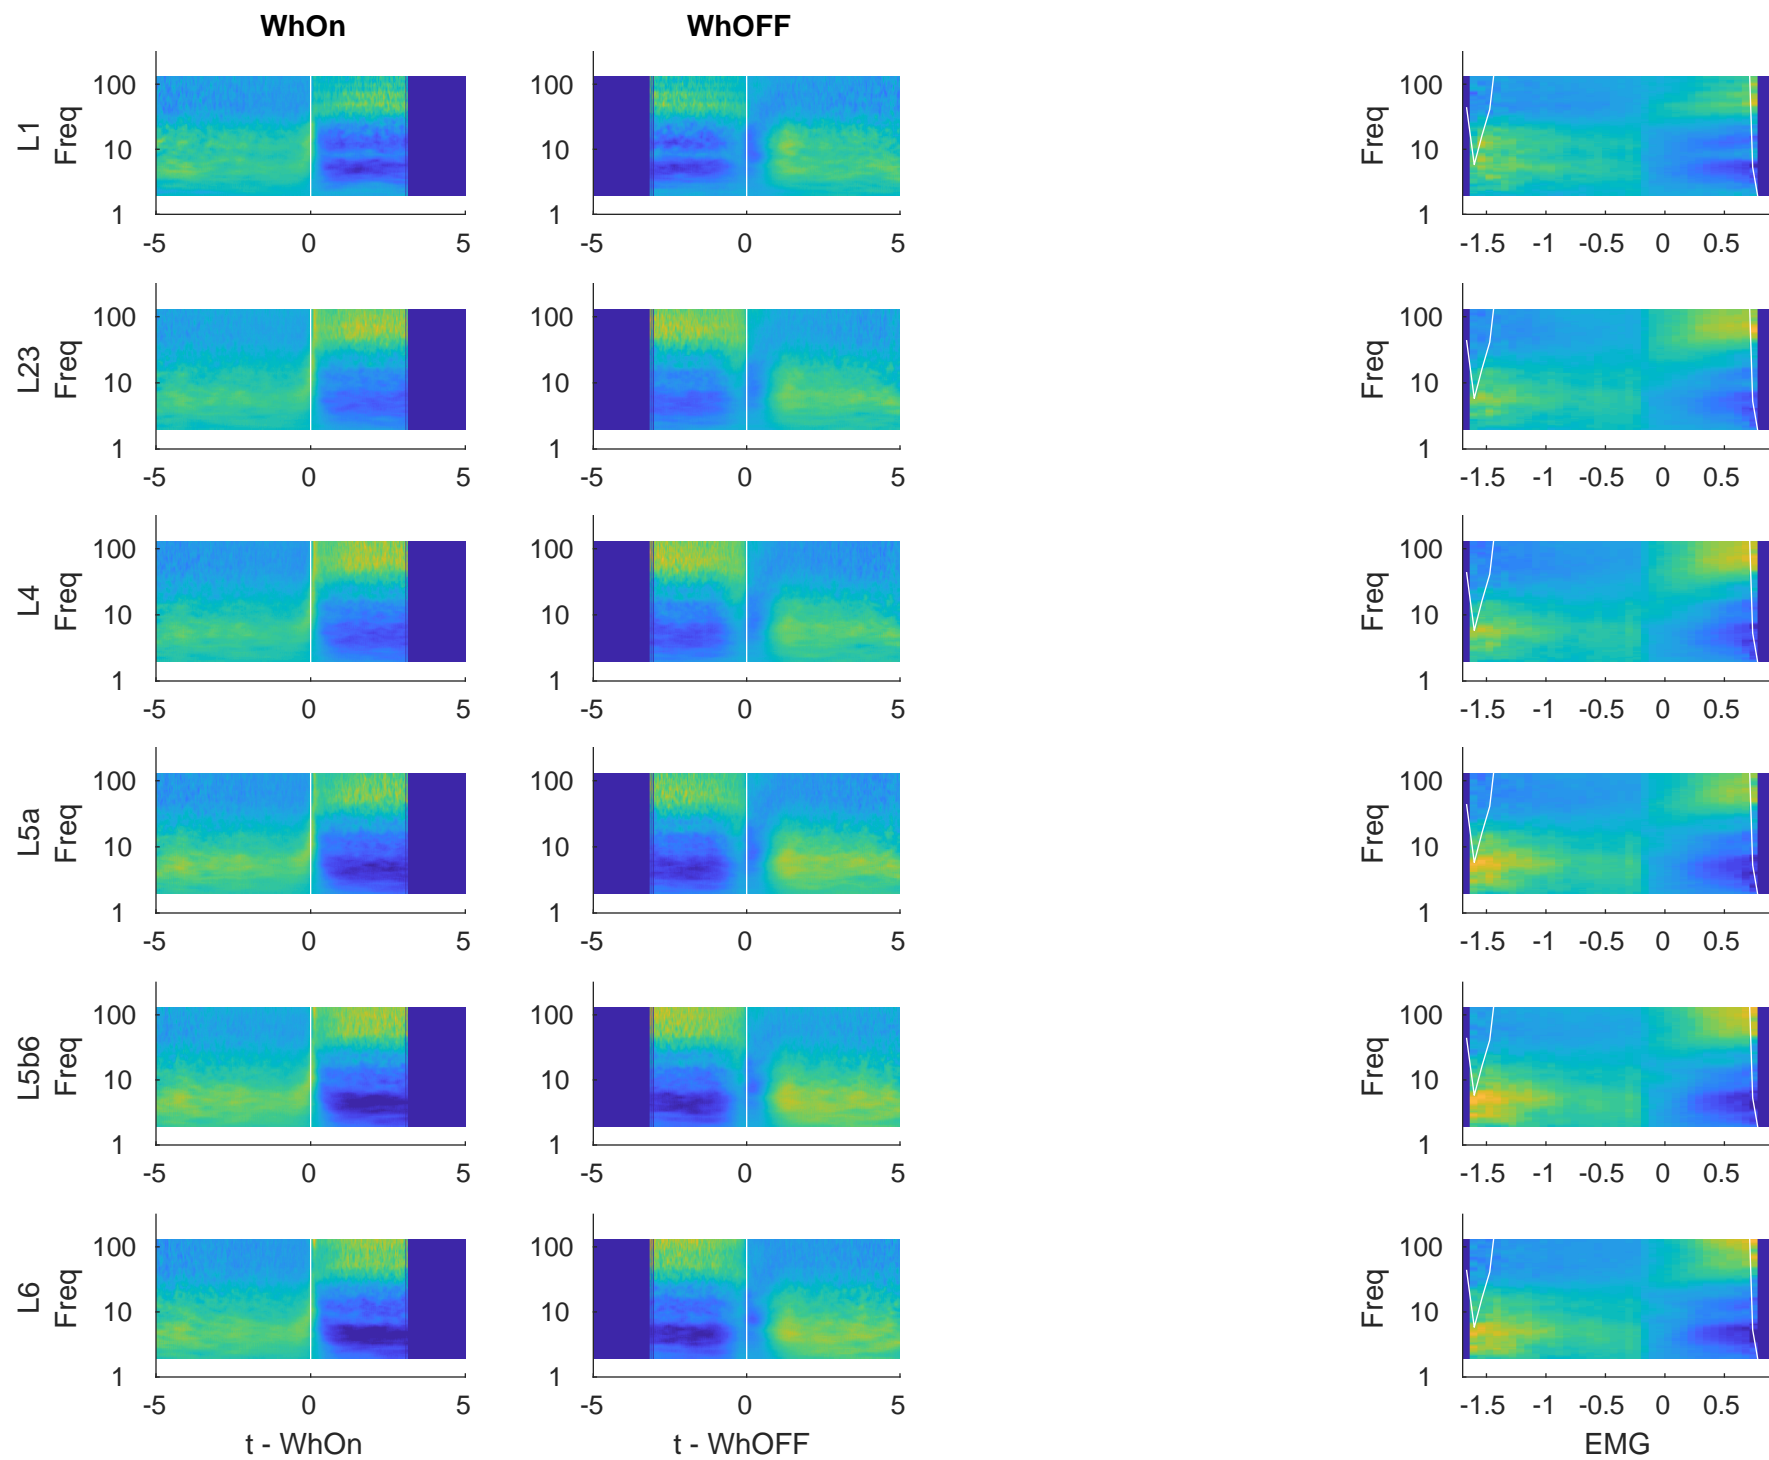 WhOn WhOFF
100 100 100
L1 Freq 10 10 Freq 10
1 1 1
-5 0 5 -5 0 5 -1.5 -1 -0.5 0 0.5
100 100 100
L23 Freq 10 10 Freq 10
1 1 1
-5 0 5 -5 0 5 -1.5 -1 -0.5 0 0.5
100 100 100
L4 Freq 10 10 Freq 10
1 1 1
-5 0 5 -5 0 5 -1.5 -1 -0.5 0 0.5
100 100 100
L5a Freq 10 10 Freq 10
1 1 1
-5 0 5 -5 0 5 -1.5 -1 -0.5 0 0.5
100 100 100
L5b6 Freq 10 10 Freq 10
1 1 1
-5 0 5 -5 0 5 -1.5 -1 -0.5 0 0.5
100 100 100
L6 Freq 10 10 Freq 10
1 1 1
-5 0 5 -5 0 5 -1.5 -1 -0.5 0 0.5
t - WhOn t - WhOFF EMG